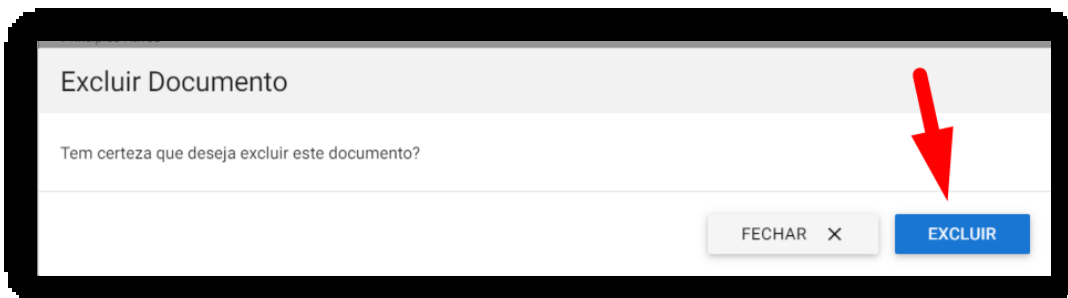 Excluir Documento
Tem certeza que deseja excluir este documento?
FECHAR
EXCLUIR